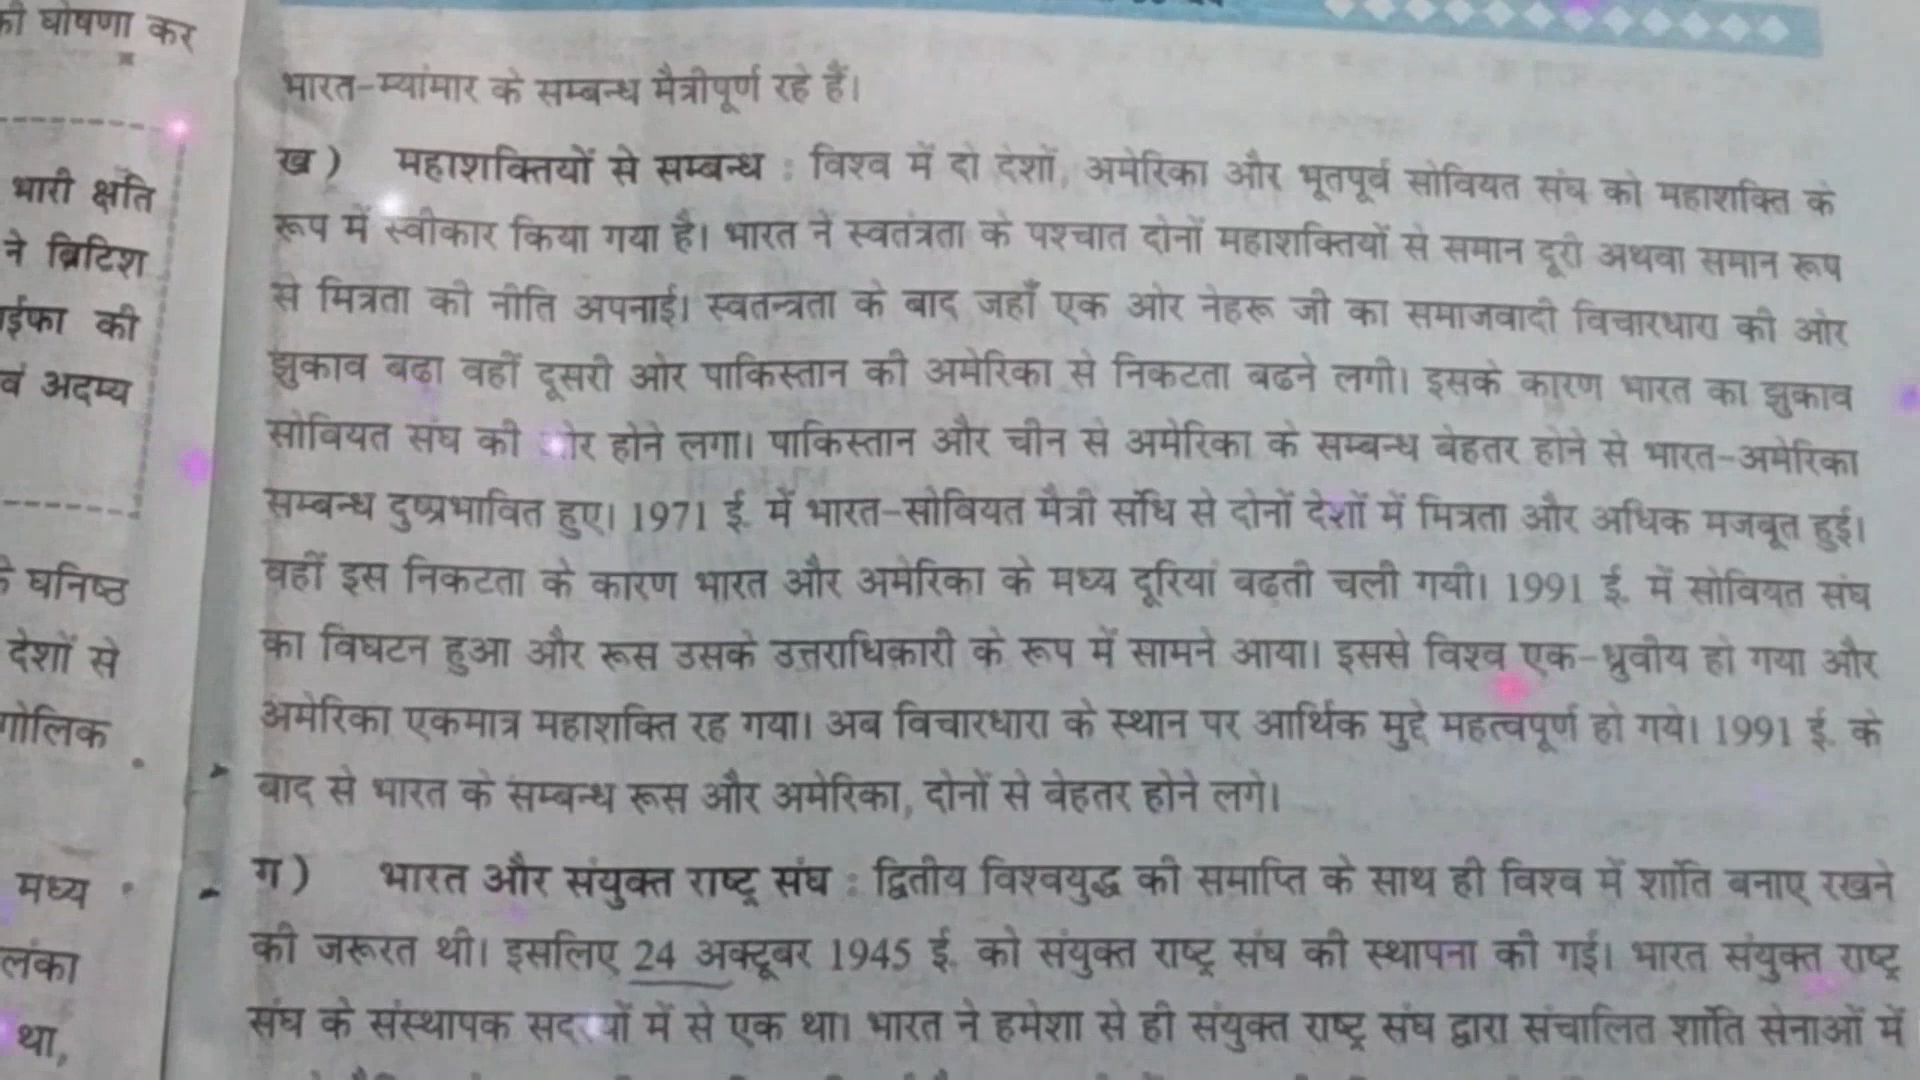 की घोषणा कर
भारी क्षति
ने ब्रिटिश
की
अदम्य
घनिष्ठ
देशों से
मध्य
लंका
था,
भारत-म्यांमार के सम्बन्ध मैत्रीपूर्ण रहे हैं।
ख) महाशक्तियों से सम्बन्ध : विश्व में दो देशों, अमेरिका और भूतपूर्व सोवियत संघ को महाशक्ति के
रूप में स्वीकार किया गया है। भारत ने स्वतंत्रता के पश्चात दोनों महाशक्तियों से समान दूरी अथवा समान रूप
से मित्रता की नीति अपनाई। स्वतन्त्रता के बाद जहाँ एक ओर नेहरू जी का समाजवादी विचारधारा की ओर
झुकाव बढा वहीं दूसरी ओर पाकिस्तान की अमेरिका से निकटता बढने लगी। इसके कारण भारत का झुकाव
सोवियत संघ की ओर होने लगा। पाकिस्तान और चीन से अमेरिका के सम्बन्ध बेहतर होने से भारत-अमेरिका
सम्बन्ध दुष्प्रभावित हुए। 1971 ई. में भारत-सोवियत मैत्री संधि से दोनों देशों में मित्रता और अधिक मजबूत हुई।
वहीं इस निकटता के कारण भारत और अमेरिका के मध्य दूरियां बढती चली गयी। 1991 ई. में सोवियत संघ
का विघटन हुआ और रूस उसके उत्तराधिकारी के रूप में सामने आया। इससे विश्व एक-ध्रुवीय हो गया और
अमेरिका एकमात्र महाशक्ति रह गया। अब विचारधारा के स्थान पर आर्थिक मुद्दे महत्वपूर्ण हो गये। 1991 ई. के
बाद से भारत के सम्बन्ध रूस और अमेरिका, दोनों से बेहतर होने लगे।
ग) भारत और संयुक्त राष्ट्र संघ : द्वितीय विश्वयुद्ध की समाप्ति के साथ ही विश्व में शांति बनाए रखने
की जरूरत थी। इसलिए 24 अक्टूबर 1945 ई. को संयुक्त राष्ट्र संघ की स्थापना की गई। भारत संयुक्त राष्ट्र
संघ के संस्थापक सदस्यों में से एक था। भारत ने हमेशा से ही संयुक्त राष्ट्र संघ द्वारा संचालित शांति सेनाओं में